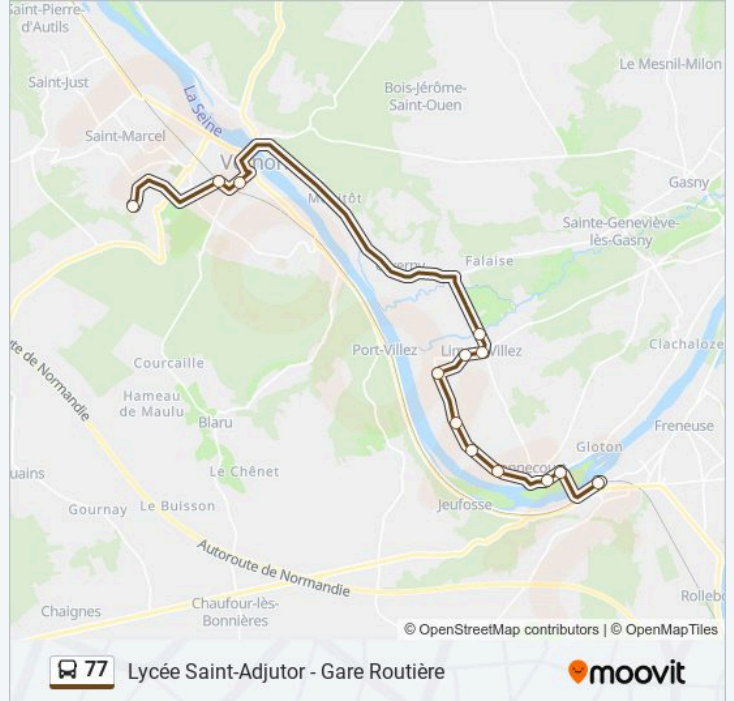 Saint-Pierre-
d'Autils
Le Mesnil-Milon
Saint-Just
Bois-Jérôme-
Saint-Ouen
La Seine
Saint-Marcel
Gasny
Sainte-Geneviève-
lès-Gasny
Falaise
Port-Villez
Clachaloze
Courcaille
Hameau
de Maulu
Blaru
Freneuse
Gloton
Le Chênet
Jeufosse
Gournay
Le Buisson
Autoroute de Normandie
Chaignes
Chaufour-lès-
Bonnières
© OpenStreetMap contributors | © OpenMapTiles
77
Lycée Saint-Adjutor - Gare Routière
moovit